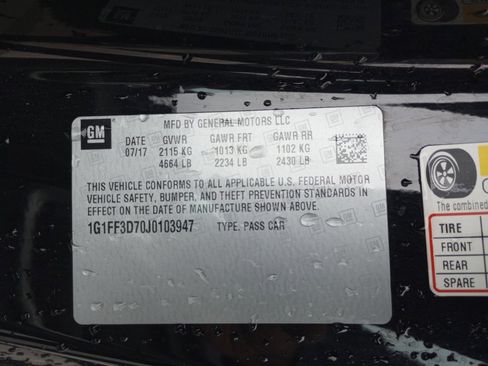 GM
MFD BY GENERAL MOTORS LLC
DATE GVWR GAWR FRT GAWR RR
07/17 2115 KG 1013 KG 1102 KG
4664 LB 2234 LB 2430 LB
THIS VEHICLE CONFORMS TO ALL APPLICABLE U.S. FEDERAL MOTOR
VEHICLE SAFETY, BUMPER, AND THEFT PREVENTION STANDARDS IN
EFFECT ON THE DATE OF MANUFACTURE SHOWN ABOVE.
1G1FF3D70J0103947 TYPE: PASS CAR
The combined
TIRE
FRONT
REAR
SPARE